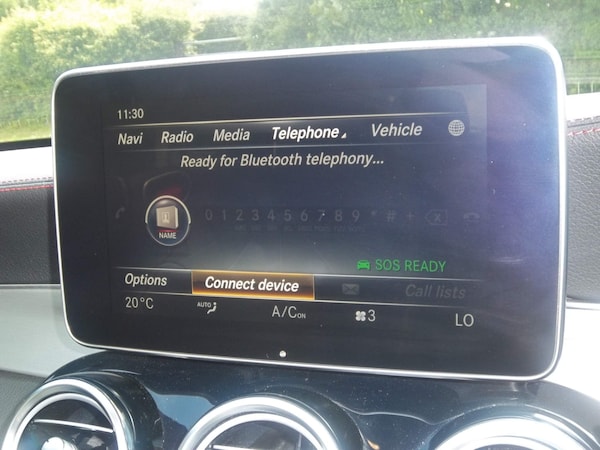 11:30
Navi Radio Media Telephone Vehicle
Ready for Bluetooth telephony...
0 1 2 3 4 5 6 7 8 9 * # +
NAME
SOS READY
Options Connect device Call lists
20°C AUTO A/C ON 3 LO